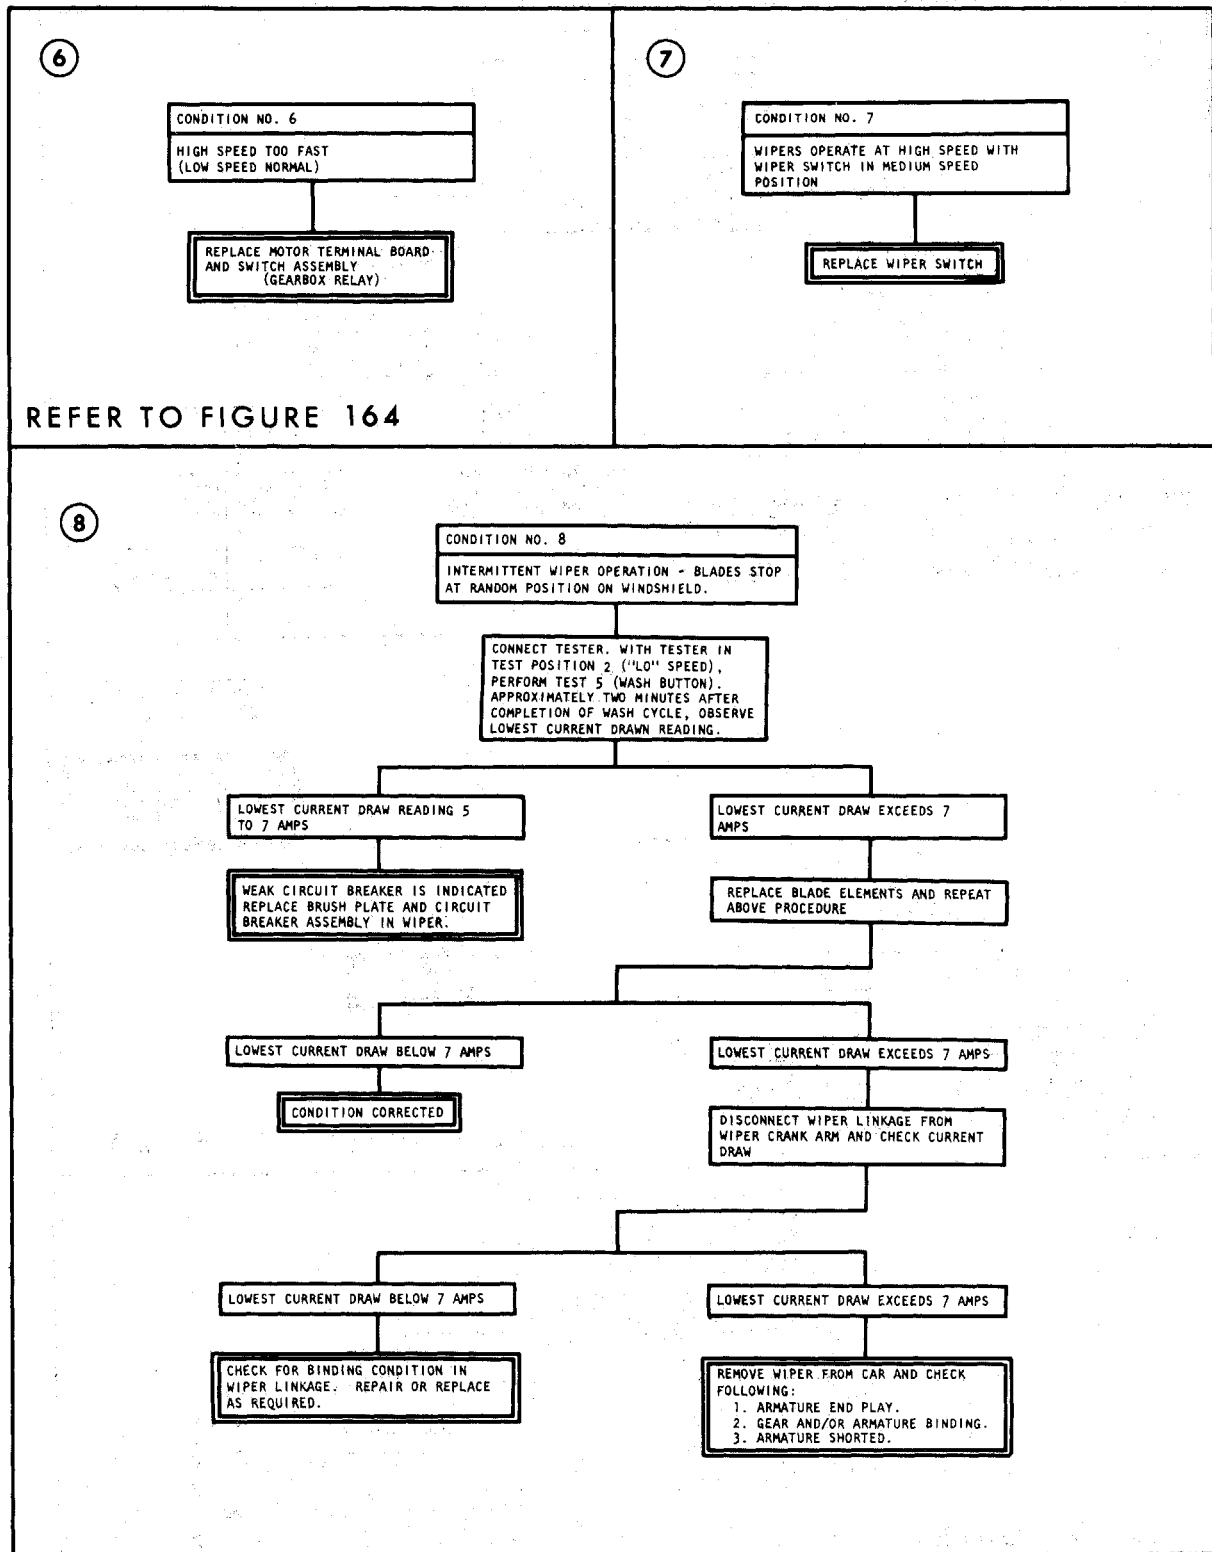 6
CONDITION NO. 6
HIGH SPEED TOO FAST
(LOW SPEED NORMAL)
REPLACE MOTOR TERMINAL BOARD
AND SWITCH ASSEMBLY
(GEARBOX RELAY)
REFER TO FIGURE 164
7
CONDITION NO. 7
WIPERS OPERATE AT HIGH SPEED WITH
WIPER SWITCH IN MEDIUM SPEED
POSITION
REPLACE WIPER SWITCH
8
CONDITION NO. 8
INTERMITTENT WIPER OPERATION - BLADES STOP
AT RANDOM POSITION ON WINDSHIELD.
CONNECT TESTER. WITH TESTER IN
TEST POSITION 2 ("LO" SPEED),
PERFORM TEST 5 (WASH BUTTON).
APPROXIMATELY TWO MINUTES AFTER
COMPLETION OF WASH CYCLE, OBSERVE
LOWEST CURRENT DRAWN READING.
LOWEST CURRENT DRAW READING 5
TO 7 AMPS
WEAK CIRCUIT BREAKER IS INDICATED
REPLACE BRUSH PLATE AND CIRCUIT
BREAKER ASSEMBLY IN WIPER.
LOWEST CURRENT DRAW EXCEEDS 7
AMPS
REPLACE BLADE ELEMENTS AND REPEAT
ABOVE PROCEDURE
LOWEST CURRENT DRAW BELOW 7 AMPS
CONDITION CORRECTED
LOWEST CURRENT DRAW EXCEEDS 7 AMPS
DISCONNECT WIPER LINKAGE FROM
WIPER CRANK ARM AND CHECK CURRENT
DRAW
LOWEST CURRENT DRAW BELOW 7 AMPS
CHECK FOR BINDING CONDITION IN
WIPER LINKAGE. REPAIR OR REPLACE
AS REQUIRED.
LOWEST CURRENT DRAW EXCEEDS 7 AMPS
REMOVE WIPER FROM CAR AND CHECK
FOLLOWING:
1. ARMATURE END PLAY.
2. GEAR AND/OR ARMATURE BINDING.
3. ARMATURE SHORTED.